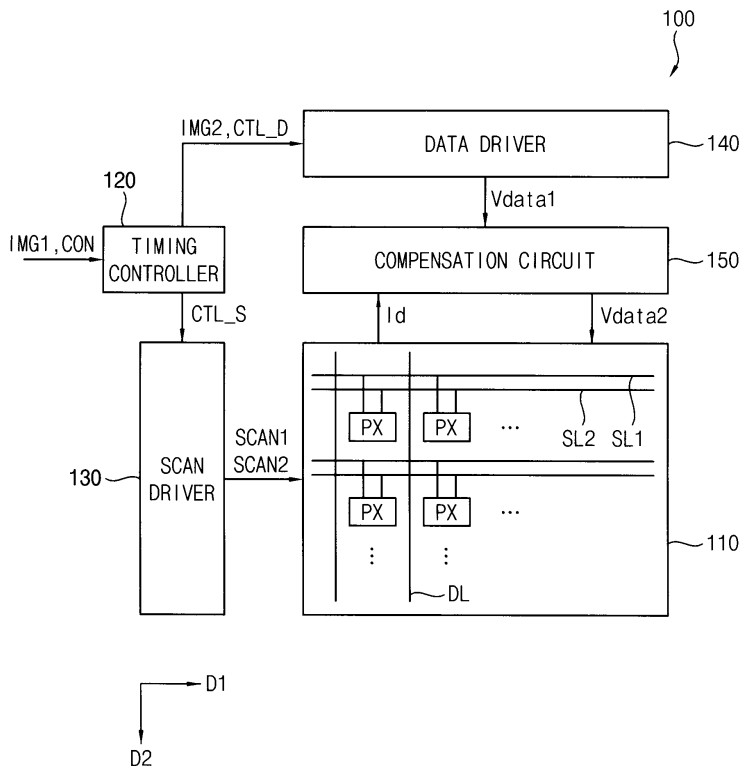 100
IMG2,CTL_D
DATA DRIVER
140
120
Vdata1
IMG1,CON
TIMING
CONTROLLER
COMPENSATION CIRCUIT
150
CTL_S
Id
Vdata2
PX
PX
...
SL2
SL1
SCAN1
SCAN2
130
SCAN
DRIVER
PX
PX
...
110
DL
D1
D2